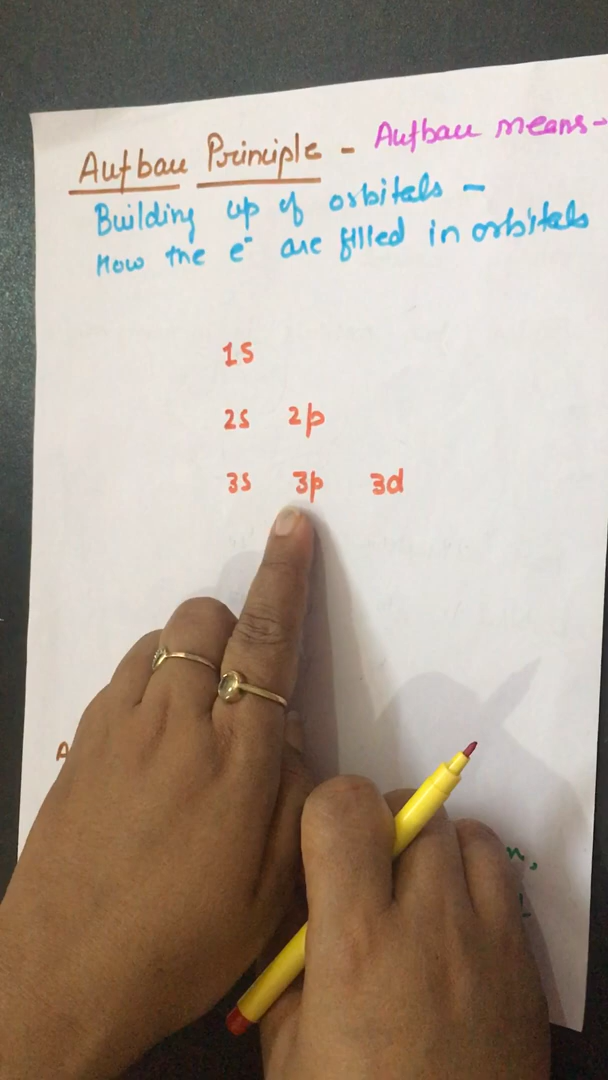 Aufbau Principle - Aufbau means-
Building up of orbitals -
How the e⁻ are filled in orbitals
1s
2s 2p
3s 3p 3d
A
n,